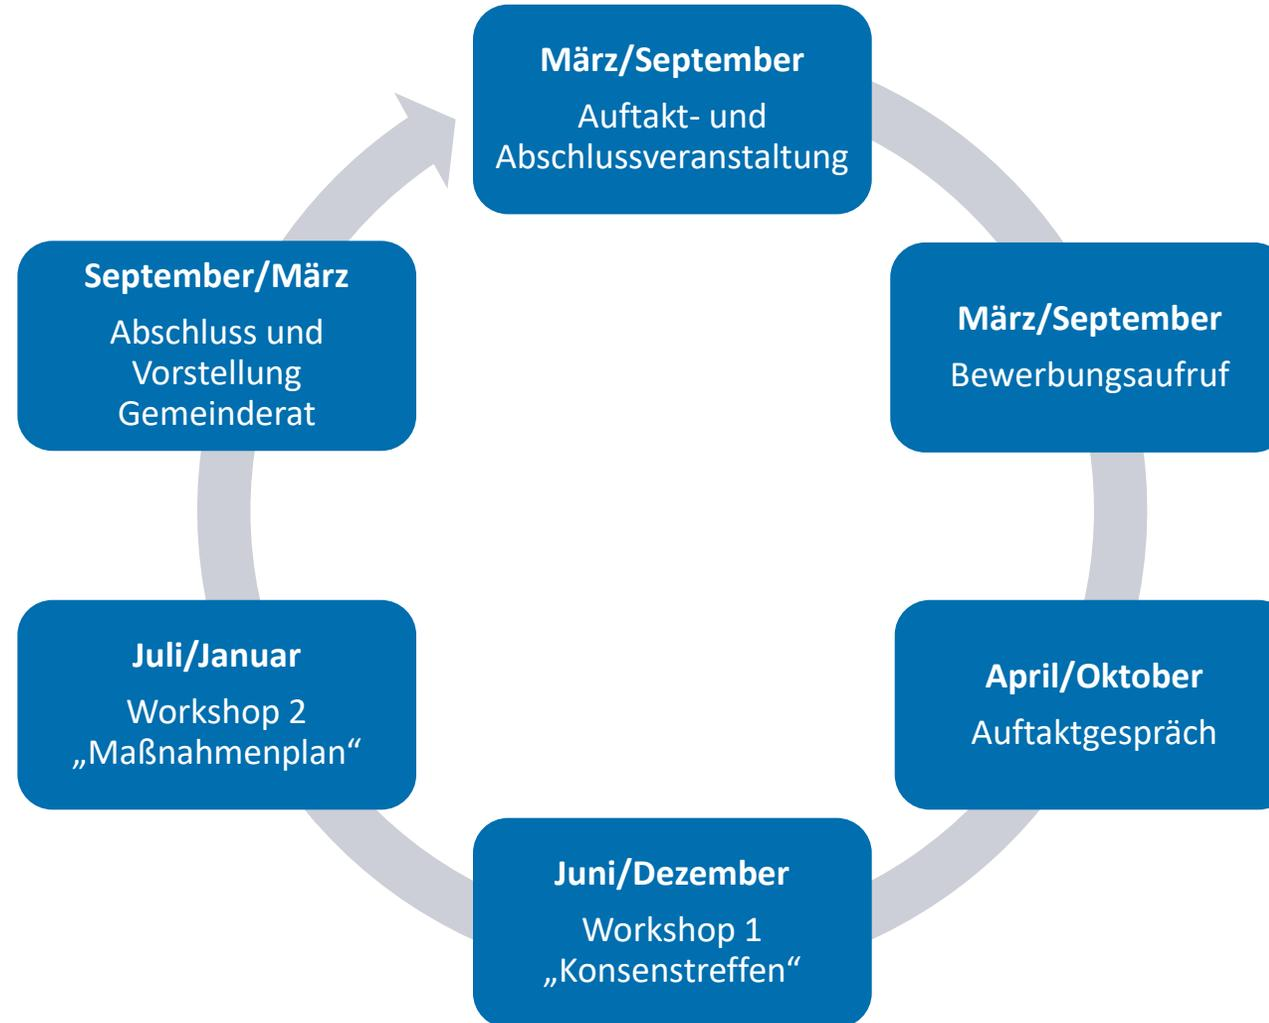 März/September
Auftakt- und
Abschlussveranstaltung
März/September
Bewerbungsaufruf
April/Oktober
Auftaktgespräch
Juni/Dezember
Workshop 1
„Konsenstreffen“
Juli/Januar
Workshop 2
„Maßnahmenplan“
September/März
Abschluss und
Vorstellung
Gemeinderat